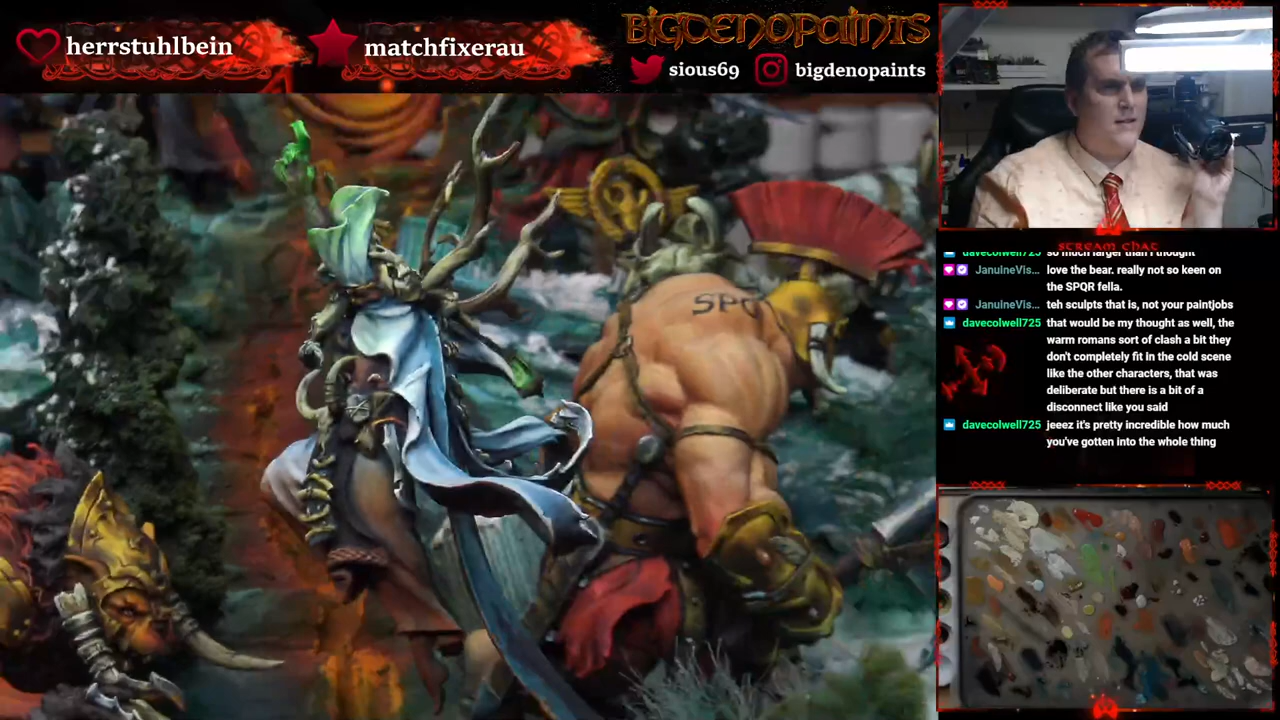 herrstuhlbein
matchfixerau
BIGDENOPAINTS
sious69
bigdenopaints
SPQ
STREAM CHAT
davecolwell725 so much larger than I thought
JanuineVis... love the bear. really not so keen on
the SPQR fella.
JanuineVis... teh sculpts that is, not your paintjobs
davecolwell725 that would be my thought as well, the
warm romans sort of clash a bit they
don't completely fit in the cold scene
like the other characters, that was
deliberate but there is a bit of a
disconnect like you said
davecolwell725 jeeez it's pretty incredible how much
you've gotten into the whole thing